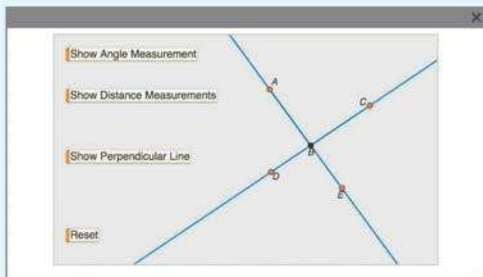 Show Angle Measurement
Show Distance Measurements
Show Perpendicular Line
Reset
A
C
B
D
E